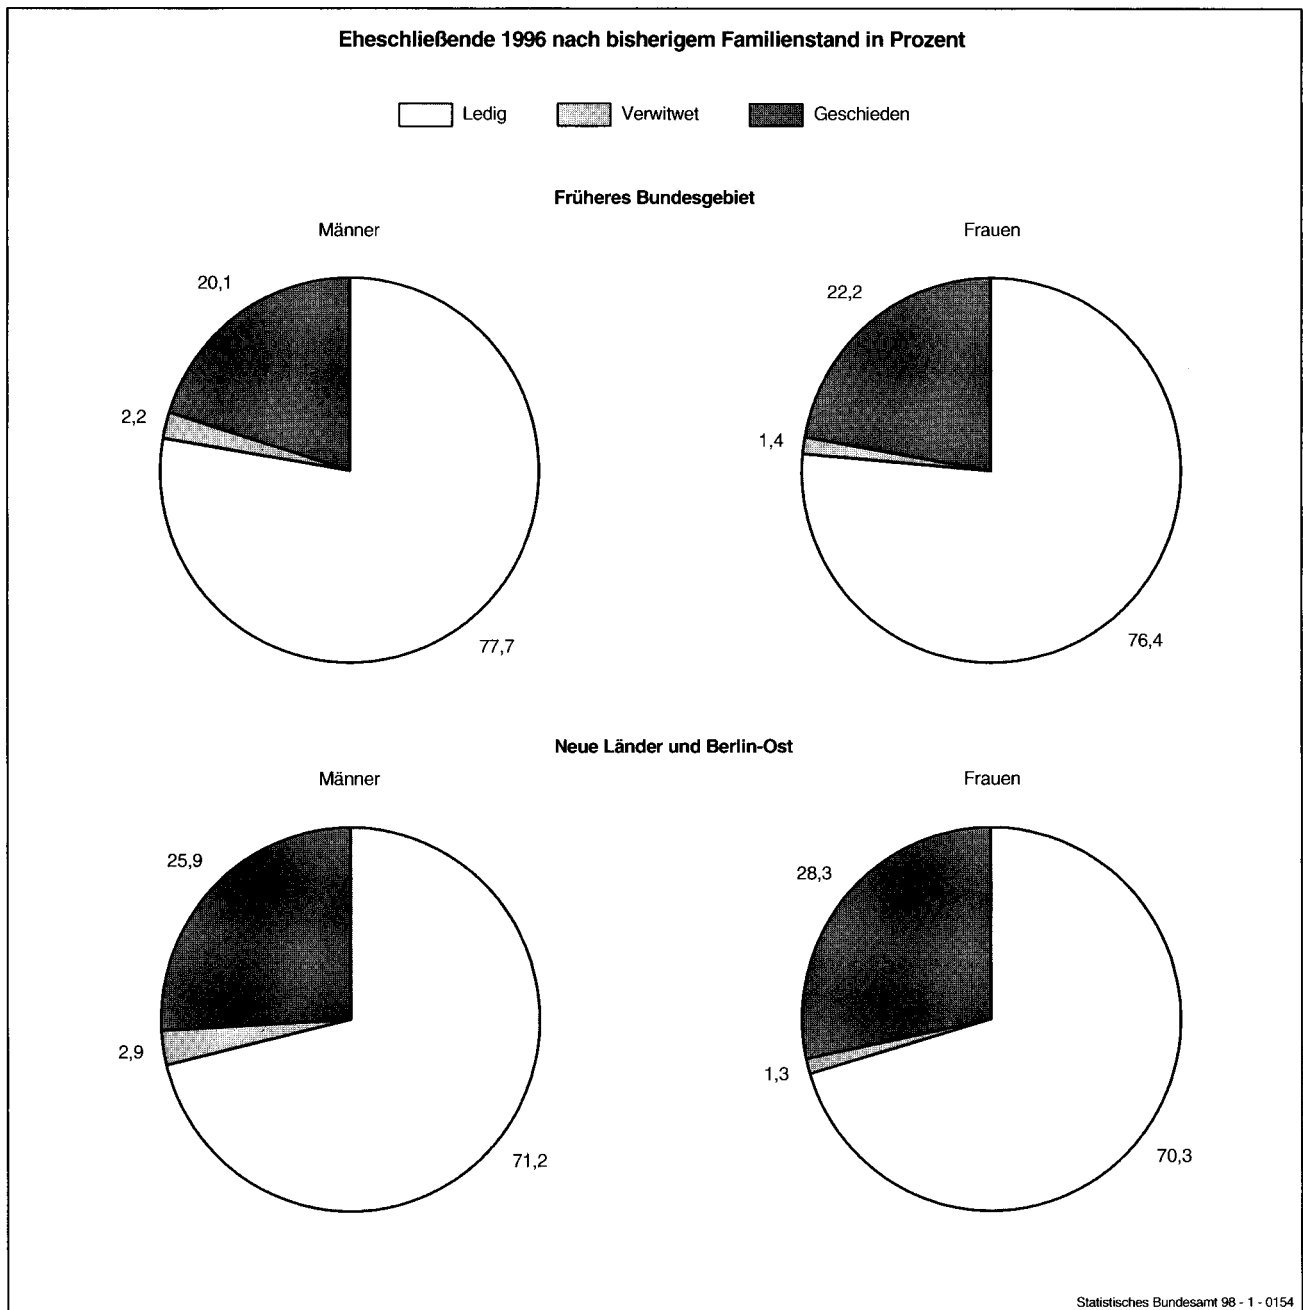 Eheschließende 1996 nach bisherigem Familienstand in Prozent
Ledig Verwitwet Geschieden
Früheres Bundesgebiet
Männer Frauen
20,1 22,2
2,2 1,4
77,7 76,4
Neue Länder und Berlin-Ost
Männer Frauen
25,9 28,3
2,9 1,3
71,2 70,3
Statistisches Bundesamt 98 - 1 - 0154